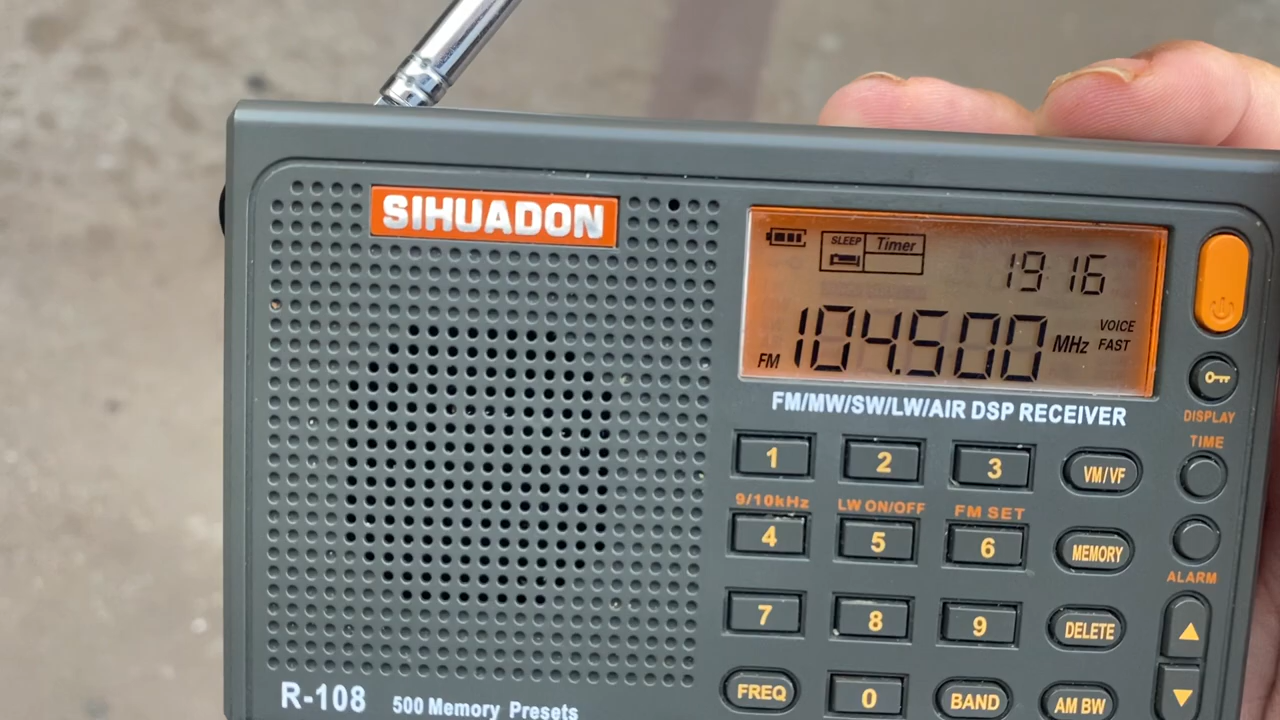 SIHUADON
SLEEP Timer
19 16
FM 104.500 MHz VOICE FAST
FM/MW/SW/LW/AIR DSP RECEIVER
DISPLAY
TIME
1 2 3 VM/VF
9/10kHz LW ON/OFF FM SET
4 5 6 MEMORY
ALARM
7 8 9 DELETE
FREQ 0 BAND AM BW
R-108 500 Memory Presets